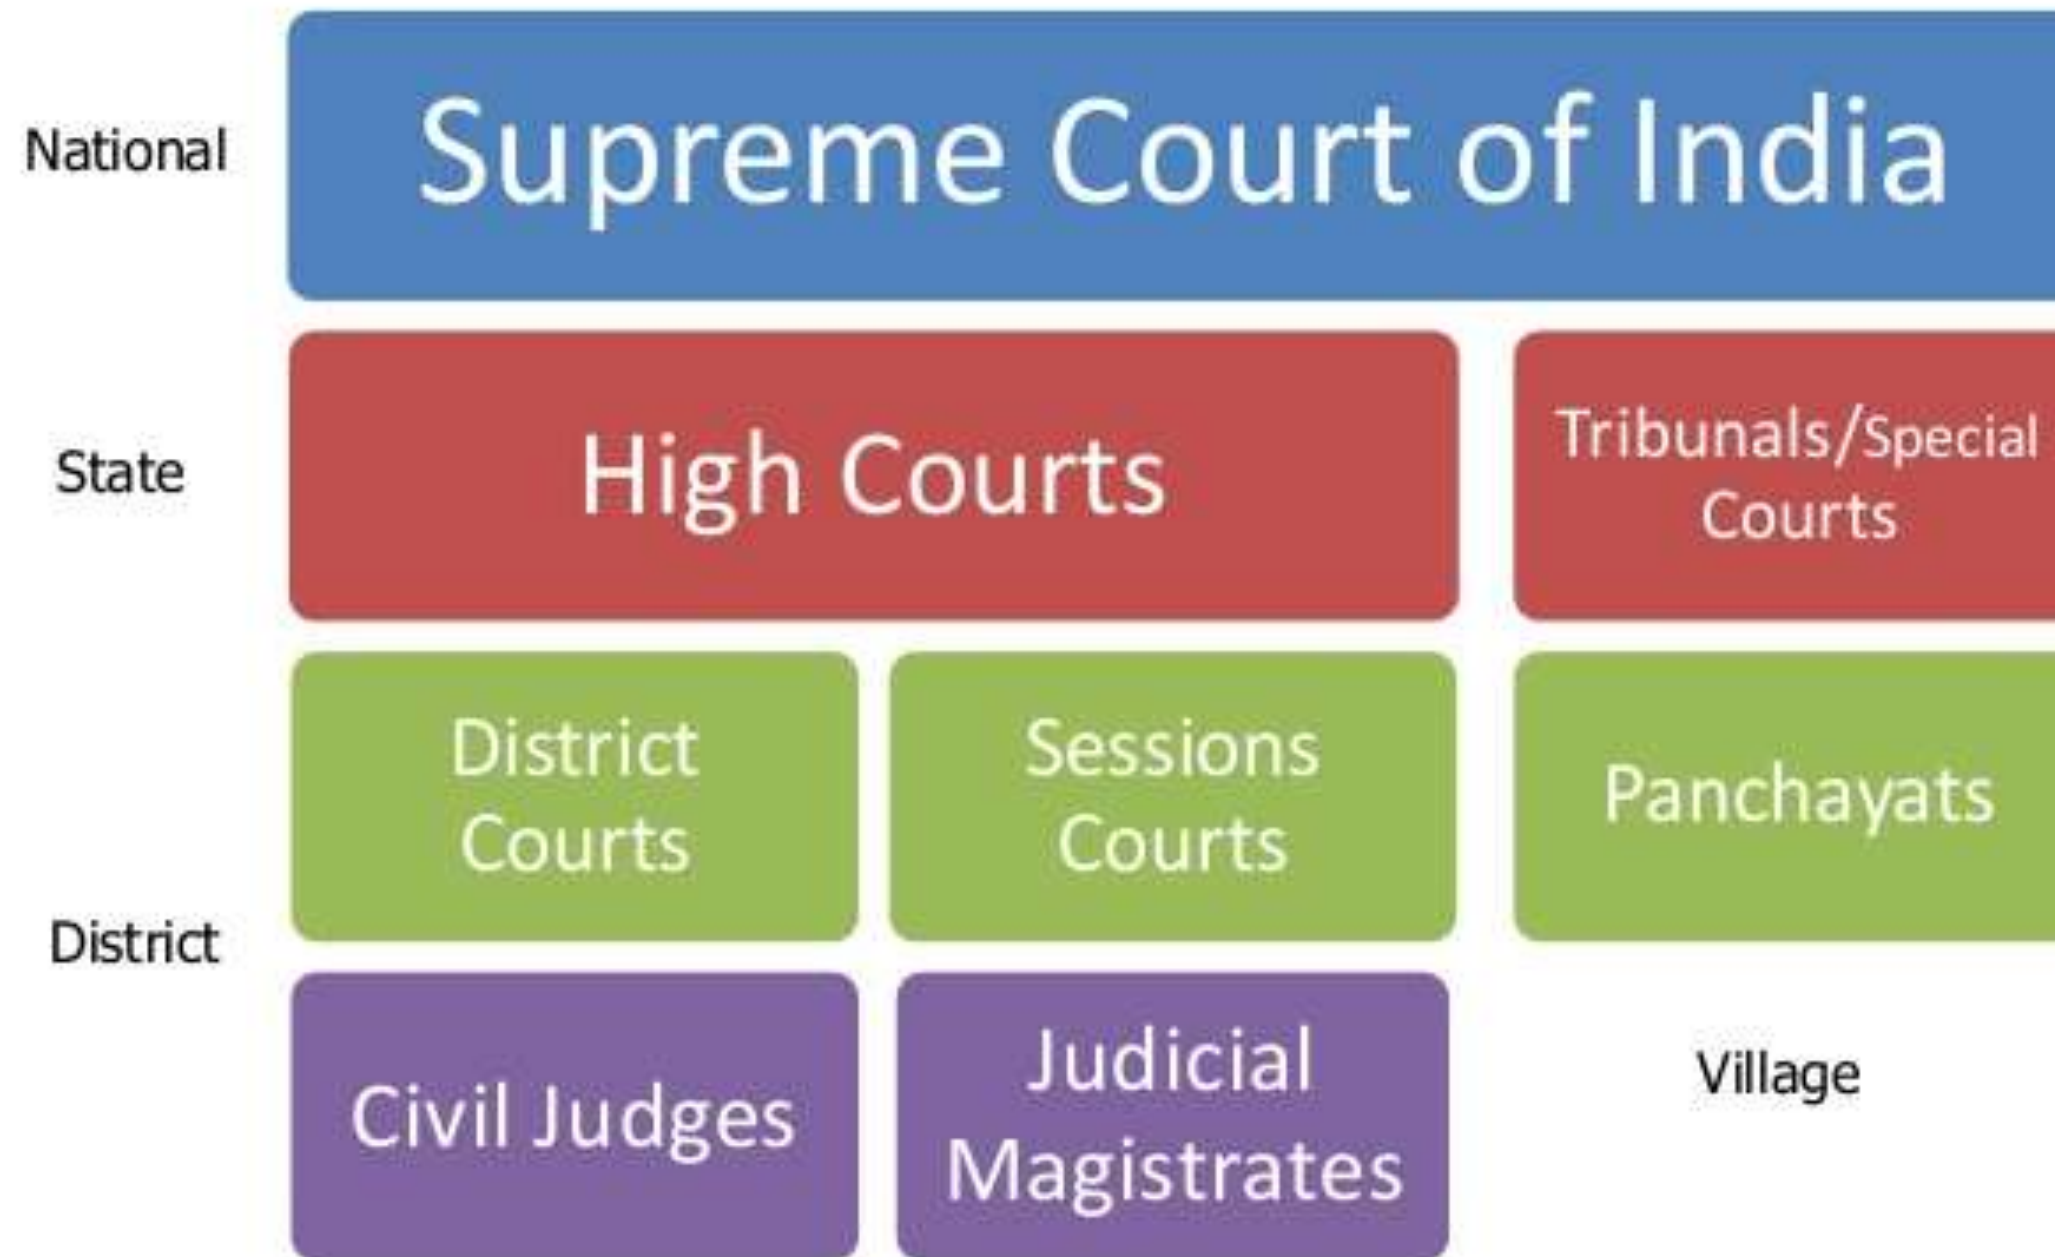 National
Supreme Court of India
State
High Courts
Tribunals/Special
Courts
District
Courts
Sessions
Courts
Panchayats
District
Civil Judges
Judicial
Magistrates
Village